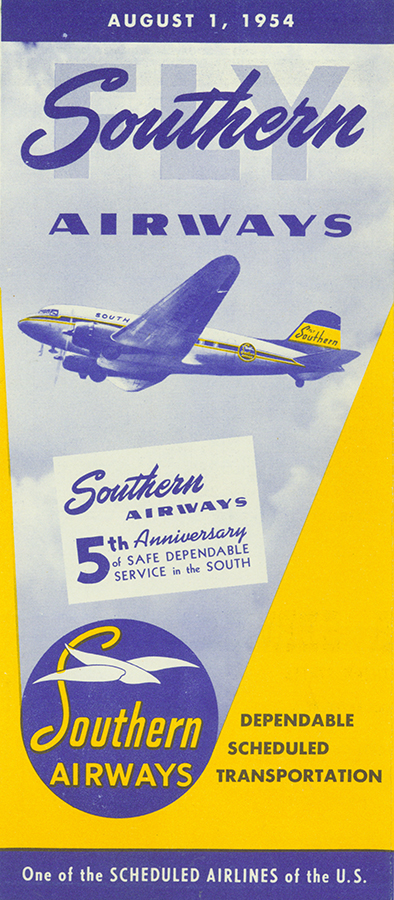 AUGUST 1, 1954
FLY
Southern
AIRWAYS
SOUTH
Southern
Southern
AIRWAYS
5th Anniversary
of SAFE DEPENDABLE
SERVICE in the SOUTH
Southern
AIRWAYS
DEPENDABLE
SCHEDULED
TRANSPORTATION
One of the SCHEDULED AIRLINES of the U.S.